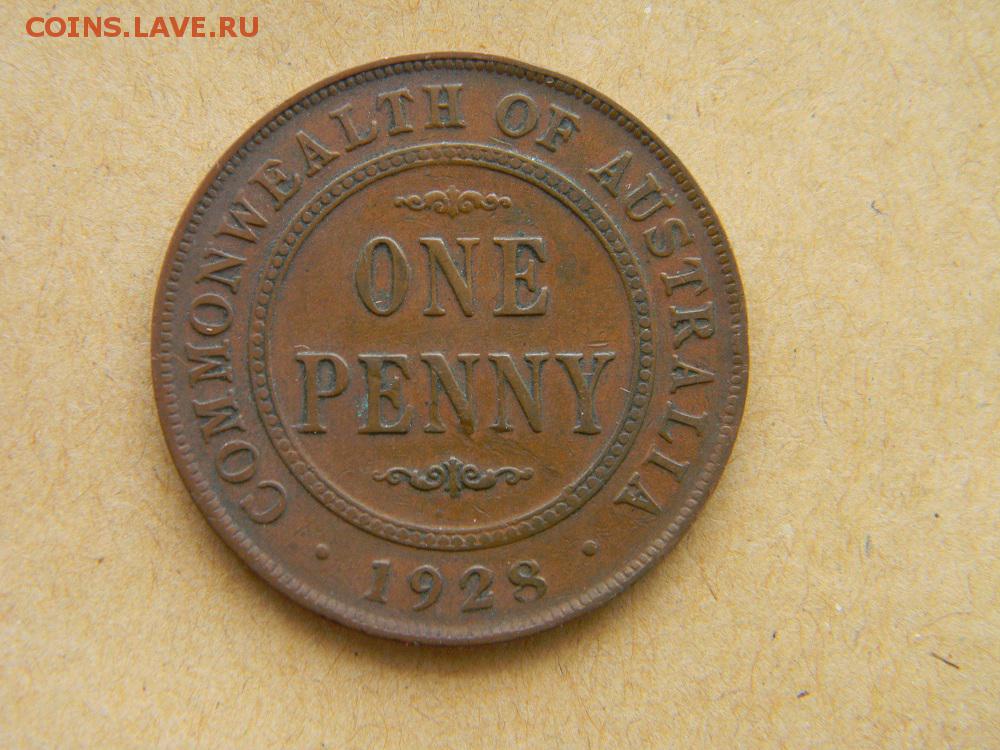 COINS.LAVE.RU
COMMONWEALTH OF AUSTRALIA
ONE
PENNY
· 1928 ·